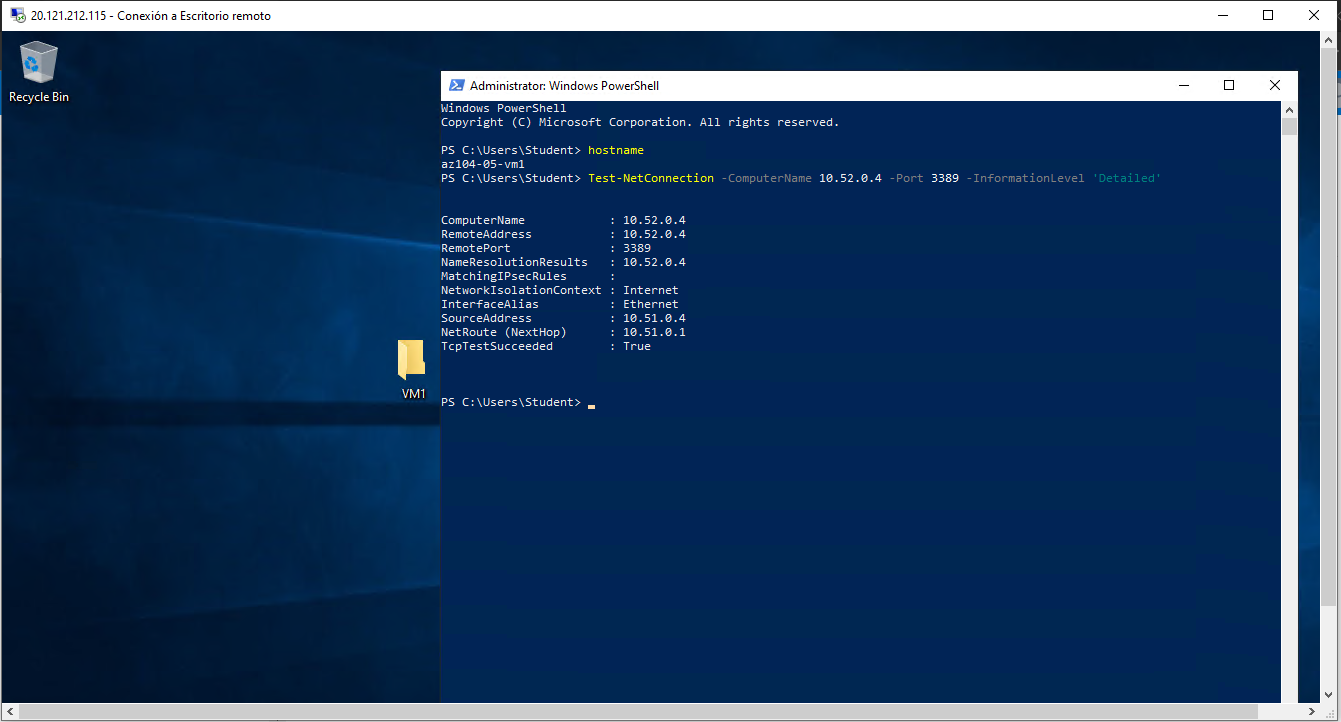 20.121.212.115 - Conexión a Escritorio remoto
Recycle Bin
Administrator: Windows PowerShell
Windows PowerShell
Copyright (C) Microsoft Corporation. All rights reserved.
PS C:\Users\Student> hostname
az104-05-vm1
PS C:\Users\Student> Test-NetConnection -ComputerName 10.52.0.4 -Port 3389 -InformationLevel 'Detailed'
ComputerName            : 10.52.0.4
RemoteAddress           : 10.52.0.4
RemotePort              : 3389
NameResolutionResults   : 10.52.0.4
MatchingIPsecRules      :
NetworkIsolationContext : Internet
InterfaceAlias          : Ethernet
SourceAddress           : 10.51.0.4
NetRoute (NextHop)      : 10.51.0.1
TcpTestSucceeded        : True
PS C:\Users\Student>
VM1